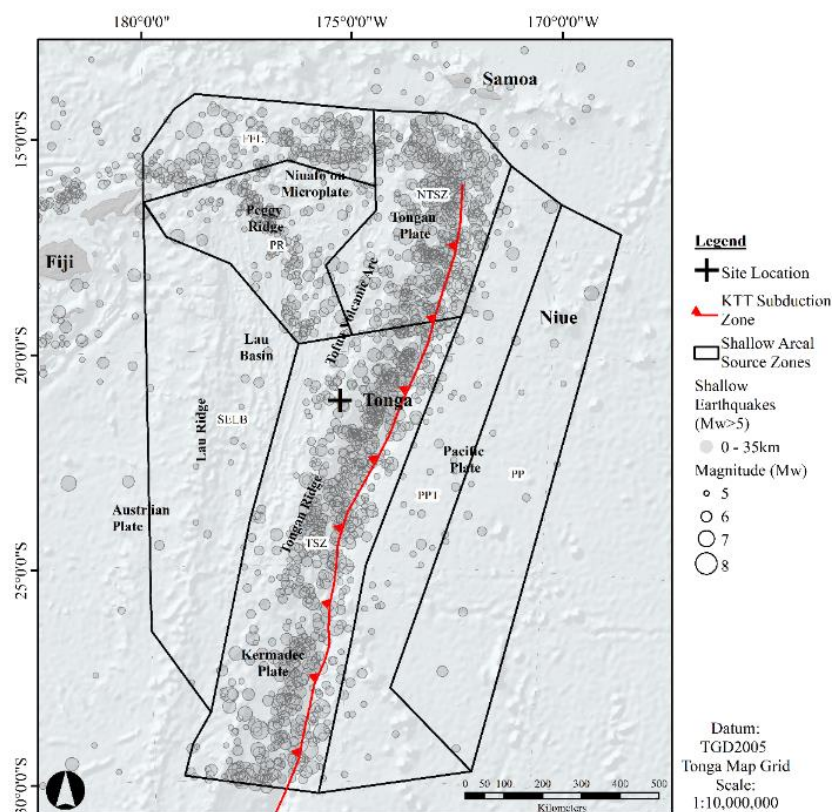 180°0'0"
175°0'0"W
170°0'0"W
Samoa
15°0'0"S
FFL
Niuafo'ou
Microplate
NTSZ
Peggy
Ridge
Tongan
Plate
PR
Fiji
Tofua Volcanic Arc
Niue
Lau
Basin
20°0'0"S
Tonga
Lau Ridge
SELB
Pacific
Plate
PP
PPT
Austrlian
Plate
Tongan Ridge
TSZ
25°0'0"S
Kermadec
Plate
30°0'0"S
0 50 100 200 300 400 500
Kilometers
Legend
Site Location
KTT Subduction
Zone
Shallow Areal
Source Zones
Shallow
Earthquakes
(Mw>5)
0 - 35km
Magnitude (Mw)
5
6
7
8
Datum:
TGD2005
Tonga Map Grid
Scale:
1:10,000,000